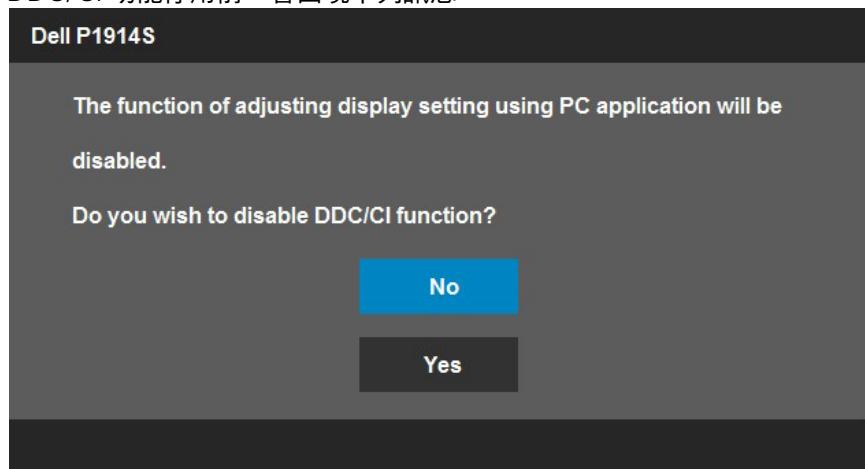 Dell P1914S
The function of adjusting display setting using PC application will be
disabled.
Do you wish to disable DDC/CI function?
No
Yes